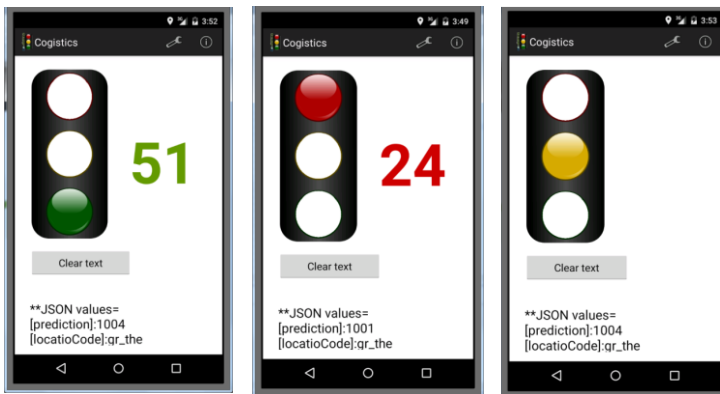 3:52
Cogistics
51
Clear text
**JSON values=
[prediction]:1004
[locatioCode]:gr_the
3:49
Cogistics
24
Clear text
**JSON values=
[prediction]:1001
[locatioCode]:gr_the
3:53
Cogistics
Clear text
**JSON values=
[prediction]:1004
[locatioCode]:gr_the